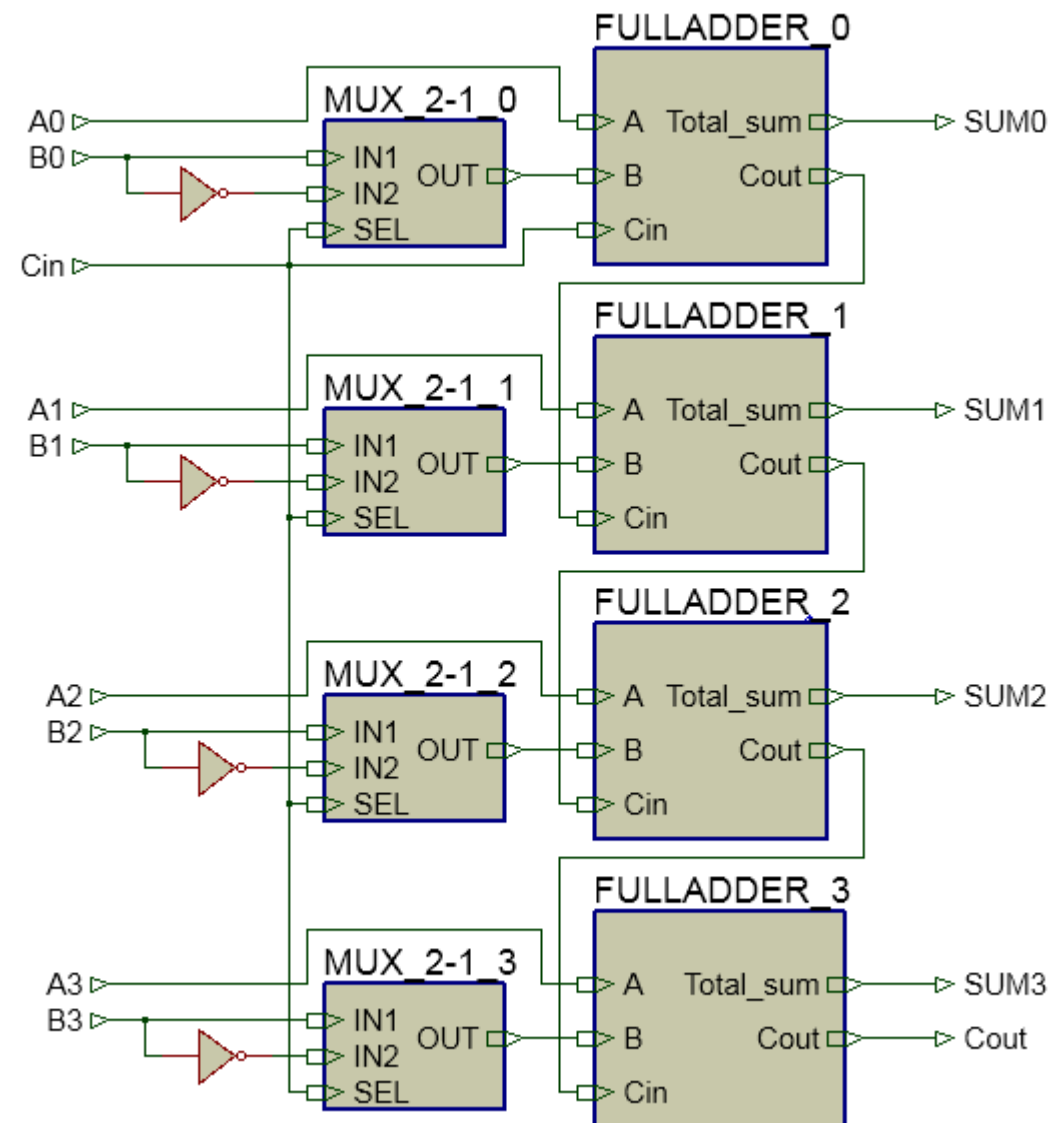 FULLADDER_0
MUX_2-1_0
A0
B0
IN1
IN2
SEL
OUT
A
B
Cin
Total_sum
Cout
SUM0
Cin
FULLADDER_1
MUX_2-1_1
A1
B1
IN1
IN2
SEL
OUT
A
B
Cin
Total_sum
Cout
SUM1
FULLADDER_2
MUX_2-1_2
A2
B2
IN1
IN2
SEL
OUT
A
B
Cin
Total_sum
Cout
SUM2
FULLADDER_3
MUX_2-1_3
A3
B3
IN1
IN2
SEL
OUT
A
B
Cin
Total_sum
Cout
SUM3
Cout